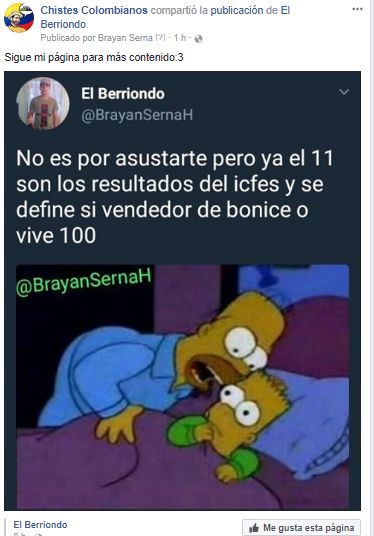 Chistes Colombianos compartió la publicación de El
Berriondo.
Publicado por Brayan Serna [?] · 1 h ·
Sigue mi página para más contenido:3
El Berriondo
@BrayanSernaH
No es por asustarte pero ya el 11
son los resultados del icfes y se
define si vendedor de bonice o
vive 100
@BrayanSernaH
El Berriondo
Me gusta esta página